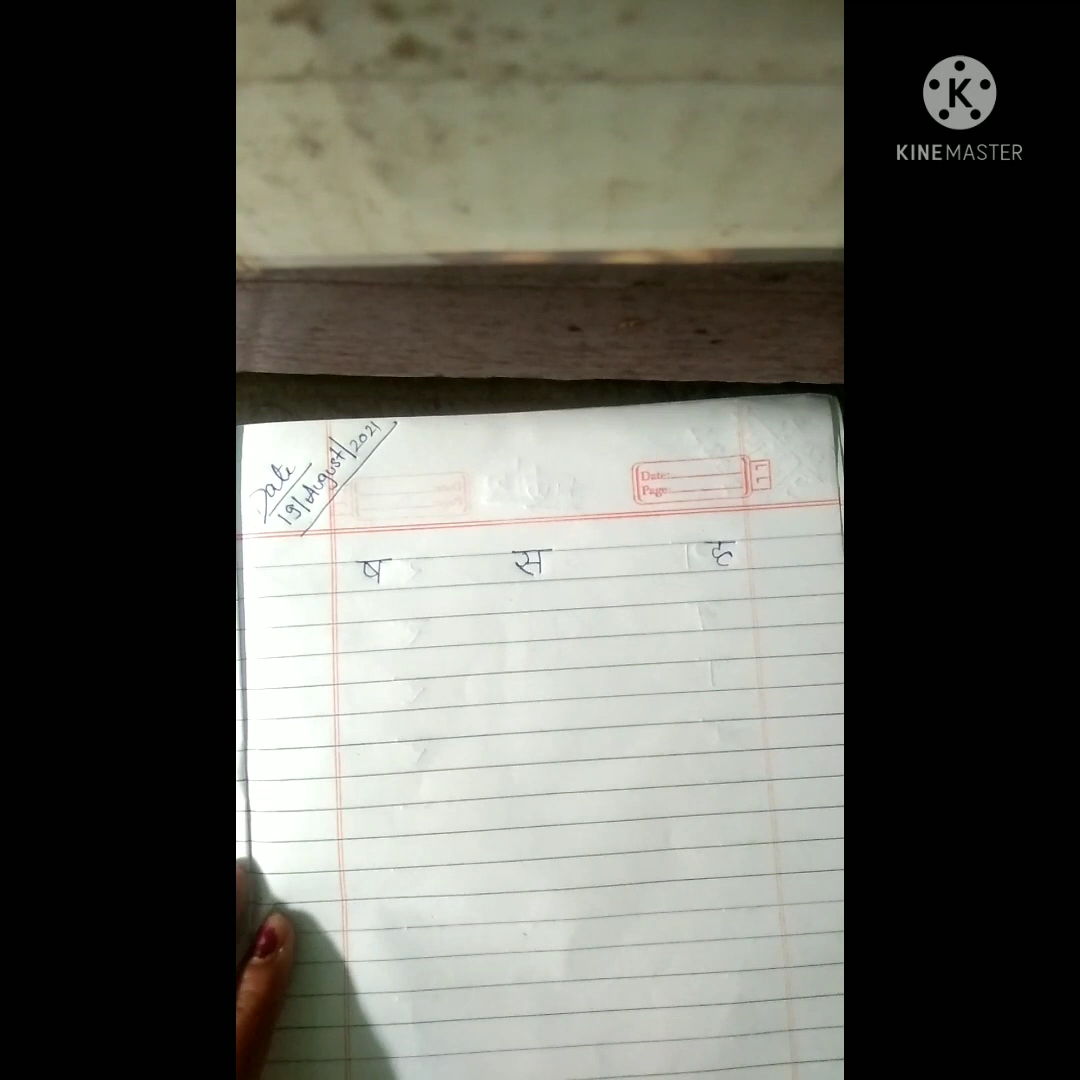 KINEMASTER
Date
19/August/2021
Date:
Page:
ष स ह